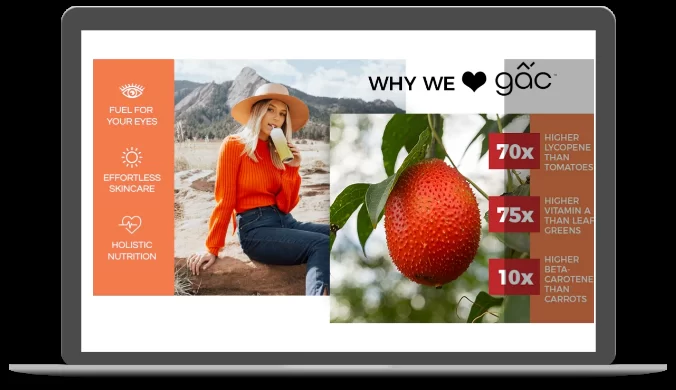 WHY WE gấc
FUEL FOR
YOUR EYES
EFFORTLESS
SKINCARE
HOLISTIC
NUTRITION
70x
HIGHER
LYCOPENE
THAN
TOMATOES
75x
HIGHER
VITAMIN A
THAN LEAF
GREENS
10x
HIGHER
BETA-
CAROTENE
THAN
CARROTS